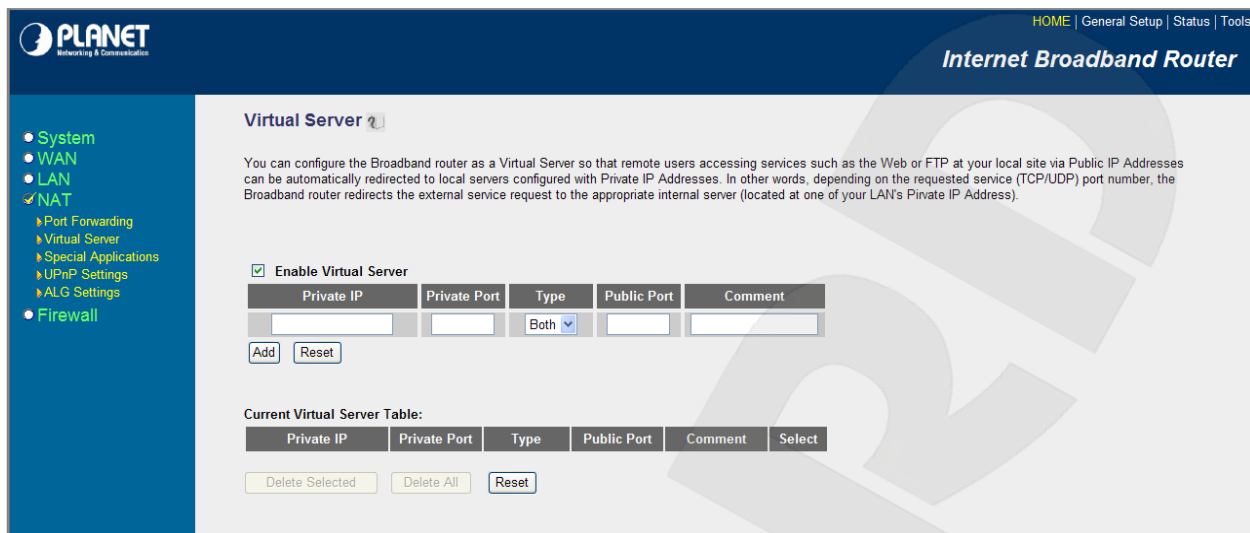 PLANET
Networking & Communication
HOME | General Setup | Status | Tools
Internet Broadband Router
System
WAN
LAN
NAT
Port Forwarding
Virtual Server
Special Applications
UPnP Settings
ALG Settings
Firewall
Virtual Server
You can configure the Broadband router as a Virtual Server so that remote users accessing services such as the Web or FTP at your local site via Public IP Addresses
can be automatically redirected to local servers configured with Private IP Addresses. In other words, depending on the requested service (TCP/UDP) port number, the
Broadband router redirects the external service request to the appropriate internal server (located at one of your LAN's Pirvate IP Address).
Enable Virtual Server
Private IP Private Port Type Public Port Comment
Both
Add Reset
Current Virtual Server Table:
Private IP Private Port Type Public Port Comment Select
Delete Selected Delete All Reset